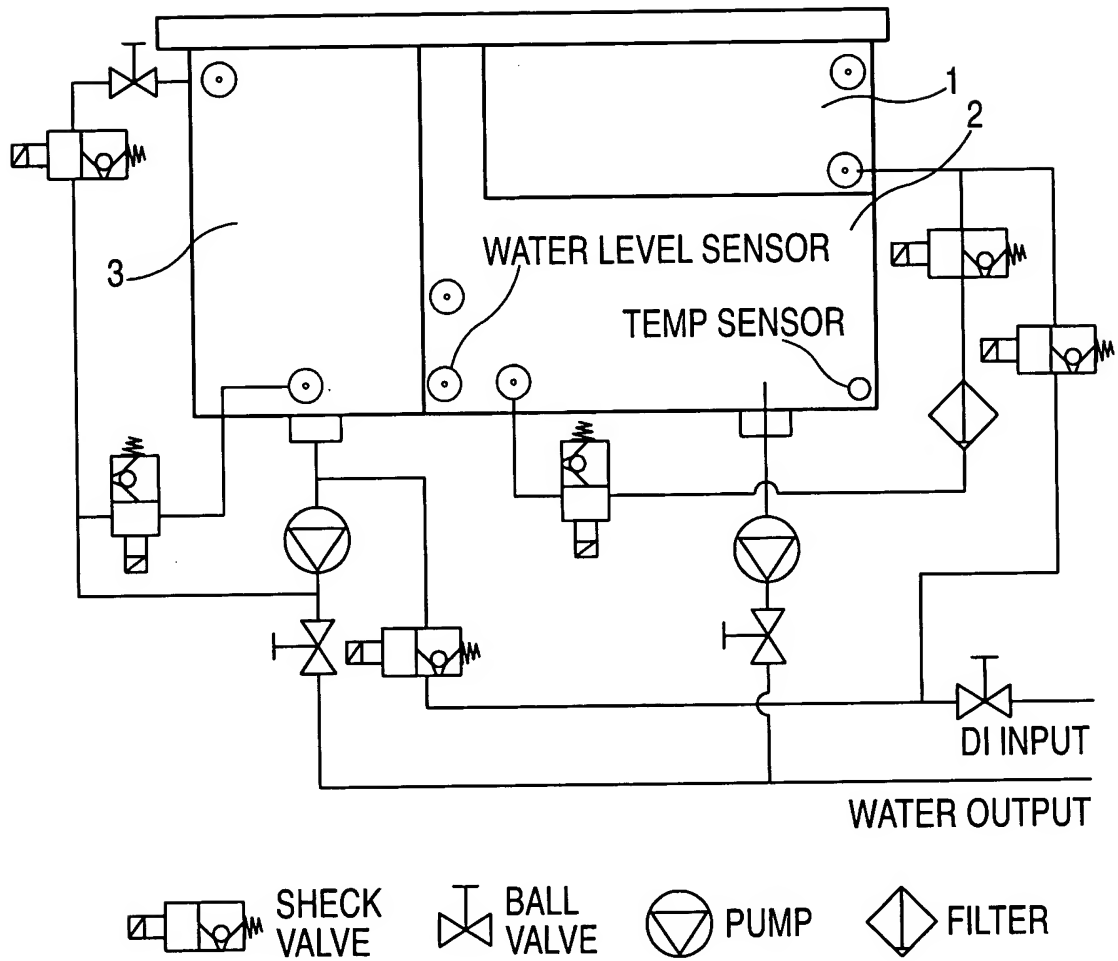 1
2
3
WATER LEVEL SENSOR
TEMP SENSOR
DI INPUT
WATER OUTPUT
SHECK
VALVE
BALL
VALVE
PUMP
FILTER